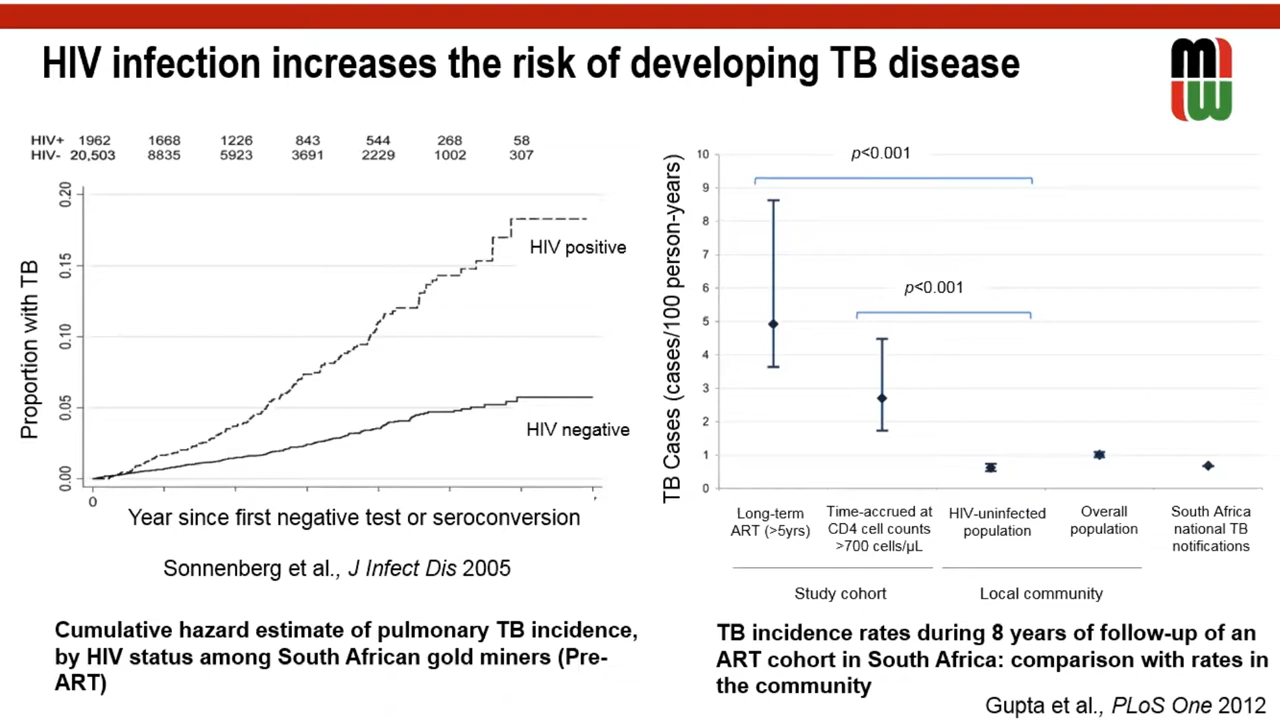 HIV infection increases the risk of developing TB disease
MLW
HIV+ 1962 1668 1226 843 544 268 58
HIV- 20,503 8835 5923 3691 2229 1002 307
Proportion with TB
0.20
0.15
0.10
0.05
0.00
HIV positive
HIV negative
0
Year since first negative test or seroconversion
Sonnenberg et al., J Infect Dis 2005
Cumulative hazard estimate of pulmonary TB incidence,
by HIV status among South African gold miners (Pre-
ART)
TB Cases (cases/100 person-years)
10
9
8
7
6
5
4
3
2
1
0
p<0.001
p<0.001
Long-term
ART (>5yrs)
Time-accrued at
CD4 cell counts
>700 cells/µL
HIV-uninfected
population
Overall
population
South Africa
national TB
notifications
Study cohort
Local community
TB incidence rates during 8 years of follow-up of an
ART cohort in South Africa: comparison with rates in
the community
Gupta et al., PLoS One 2012